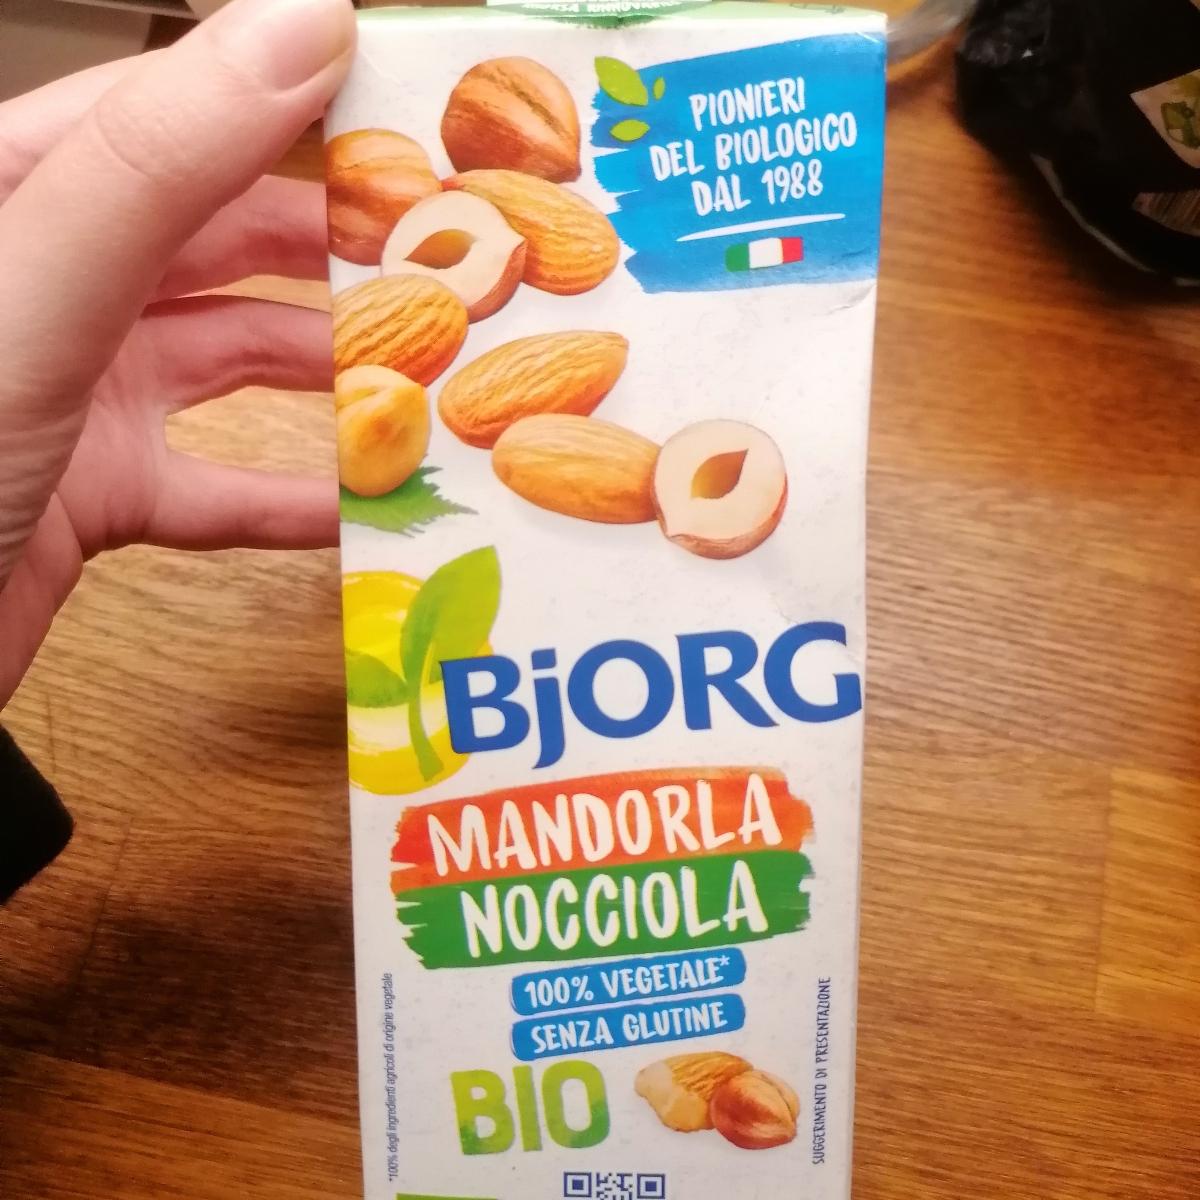 PIONIERI
DEL BIOLOGICO
DAL 1988
BjORG
MANDORLA
NOCCIOLA
100% VEGETALE*
SENZA GLUTINE
BIO
*100% degli ingredienti agricoli di origine vegetale
SUGGERIMENTO DI PRESENTAZIONE